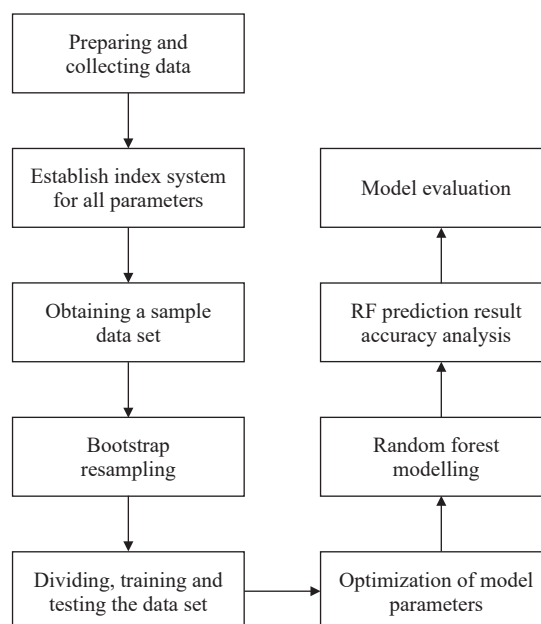 Preparing and
collecting data
Establish index system
for all parameters
Obtaining a sample
data set
Bootstrap
resampling
Dividing, training and
testing the data set
Optimization of model
parameters
Random forest
modelling
RF prediction result
accuracy analysis
Model evaluation